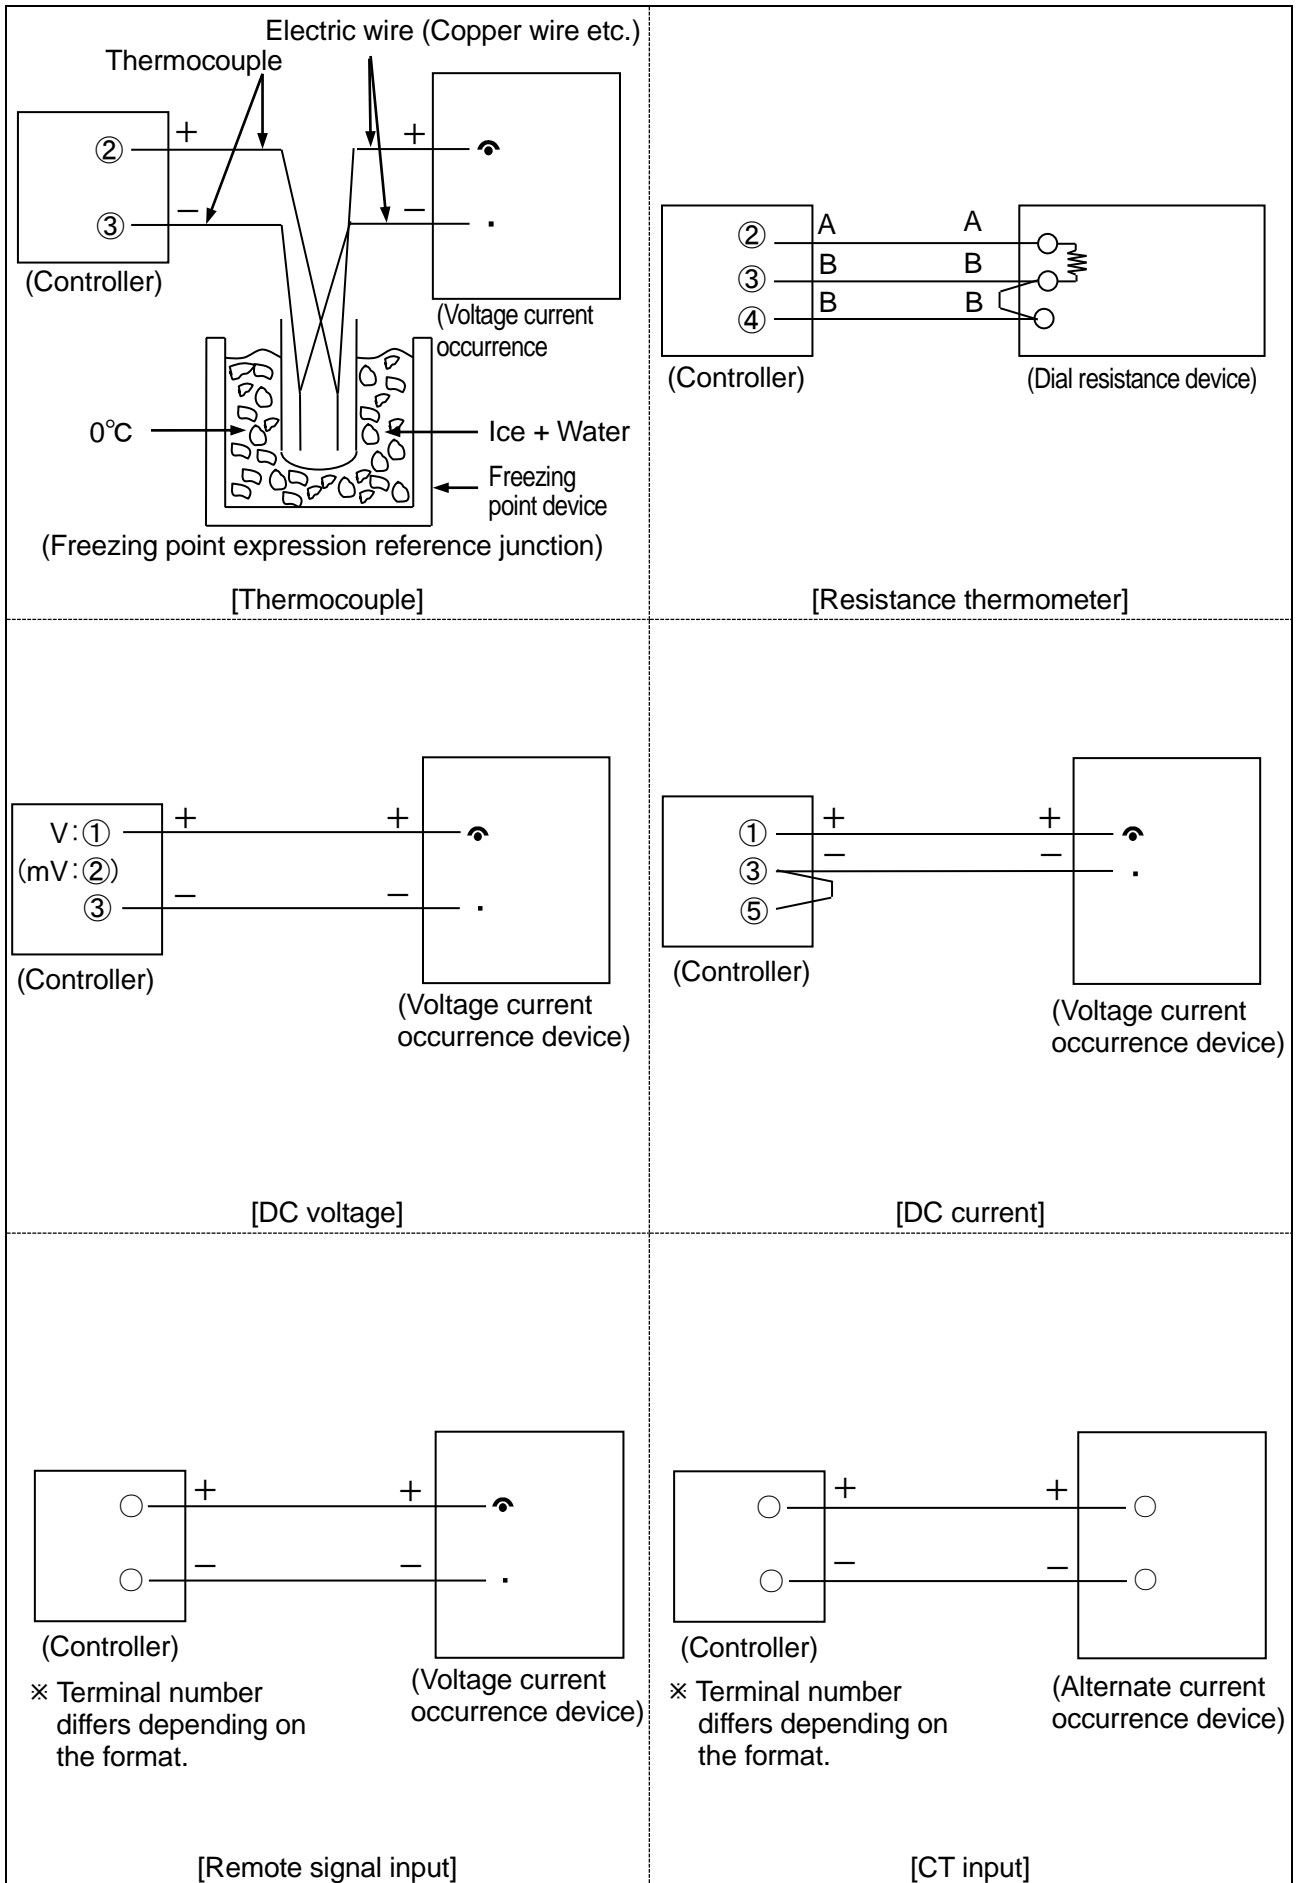 Electric wire (Copper wire etc.)
Thermocouple
②
+
+
③
−
−
(Controller)
(Voltage current
occurrence
0℃
Ice + Water
Freezing
point device
(Freezing point expression reference junction)
[Thermocouple]
②
A
A
③
B
B
④
B
B
(Controller)
(Dial resistance device)
[Resistance thermometer]
V:①
+
+
(mV:②)
③
−
−
(Controller)
(Voltage current
occurrence device)
[DC voltage]
①
+
+
③
−
−
⑤
(Controller)
(Voltage current
occurrence device)
[DC current]
+
+
−
−
(Controller)
(Voltage current
occurrence device)
※ Terminal number
differs depending on
the format.
[Remote signal input]
+
+
−
−
(Controller)
(Alternate current
occurrence device)
※ Terminal number
differs depending on
the format.
[CT input]